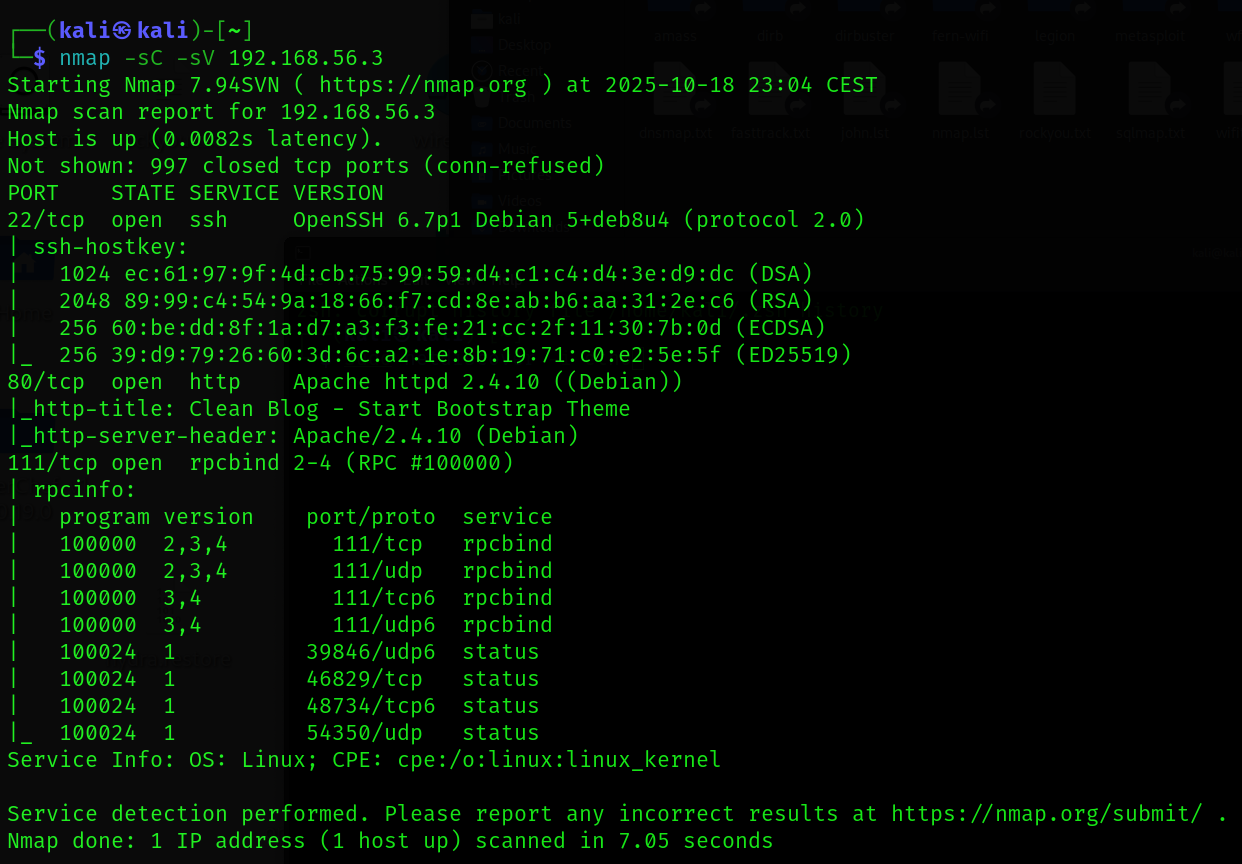 ┌──(kali㉿kali)-[~]
└─$ nmap -sC -sV 192.168.56.3
Starting Nmap 7.94SVN ( https://nmap.org ) at 2025-10-18 23:04 CEST
Nmap scan report for 192.168.56.3
Host is up (0.0082s latency).
Not shown: 997 closed tcp ports (conn-refused)
PORT    STATE SERVICE VERSION
22/tcp  open  ssh     OpenSSH 6.7p1 Debian 5+deb8u4 (protocol 2.0)
| ssh-hostkey:
|   1024 ec:61:97:9f:4d:cb:75:99:59:d4:c1:c4:d4:3e:d9:dc (DSA)
|   2048 89:99:c4:54:9a:18:66:f7:cd:8e:ab:b6:aa:31:2e:c6 (RSA)
|   256 60:be:dd:8f:1a:d7:a3:f3:fe:21:cc:2f:11:30:7b:0d (ECDSA)
|_  256 39:d9:79:26:60:3d:6c:a2:1e:8b:19:71:c0:e2:5e:5f (ED25519)
80/tcp  open  http    Apache httpd 2.4.10 ((Debian))
|_http-title: Clean Blog - Start Bootstrap Theme
|_http-server-header: Apache/2.4.10 (Debian)
111/tcp open  rpcbind 2-4 (RPC #100000)
| rpcinfo:
|   program version    port/proto  service
|   100000  2,3,4        111/tcp   rpcbind
|   100000  2,3,4        111/udp   rpcbind
|   100000  3,4          111/tcp6  rpcbind
|   100000  3,4          111/udp6  rpcbind
|   100024  1          39846/udp6  status
|   100024  1          46829/tcp   status
|   100024  1          48734/tcp6  status
|_  100024  1          54350/udp   status
Service Info: OS: Linux; CPE: cpe:/o:linux:linux_kernel
Service detection performed. Please report any incorrect results at https://nmap.org/submit/ .
Nmap done: 1 IP address (1 host up) scanned in 7.05 seconds